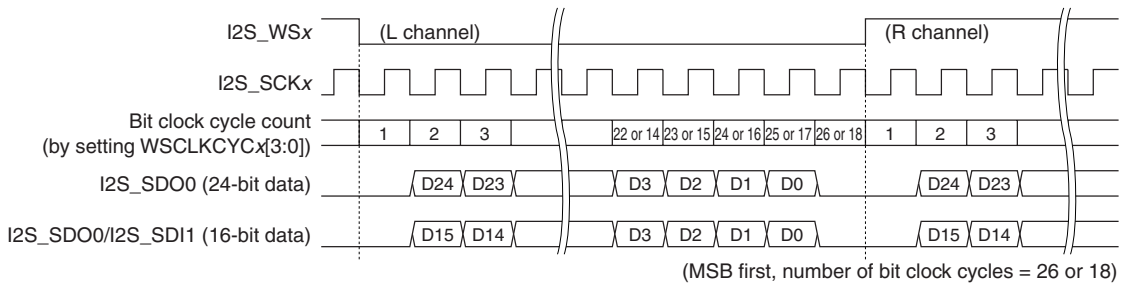 I2S_WSx (L channel) (R channel)
I2S_SCKx
Bit clock cycle count
(by setting WSCLKCYCx[3:0])
1 2 3 22 or 14 23 or 15 24 or 16 25 or 17 26 or 18 1 2 3
I2S_SDO0 (24-bit data) D24 D23 D3 D2 D1 D0 D24 D23
I2S_SDO0/I2S_SDI1 (16-bit data) D15 D14 D3 D2 D1 D0 D15 D14
(MSB first, number of bit clock cycles = 26 or 18)